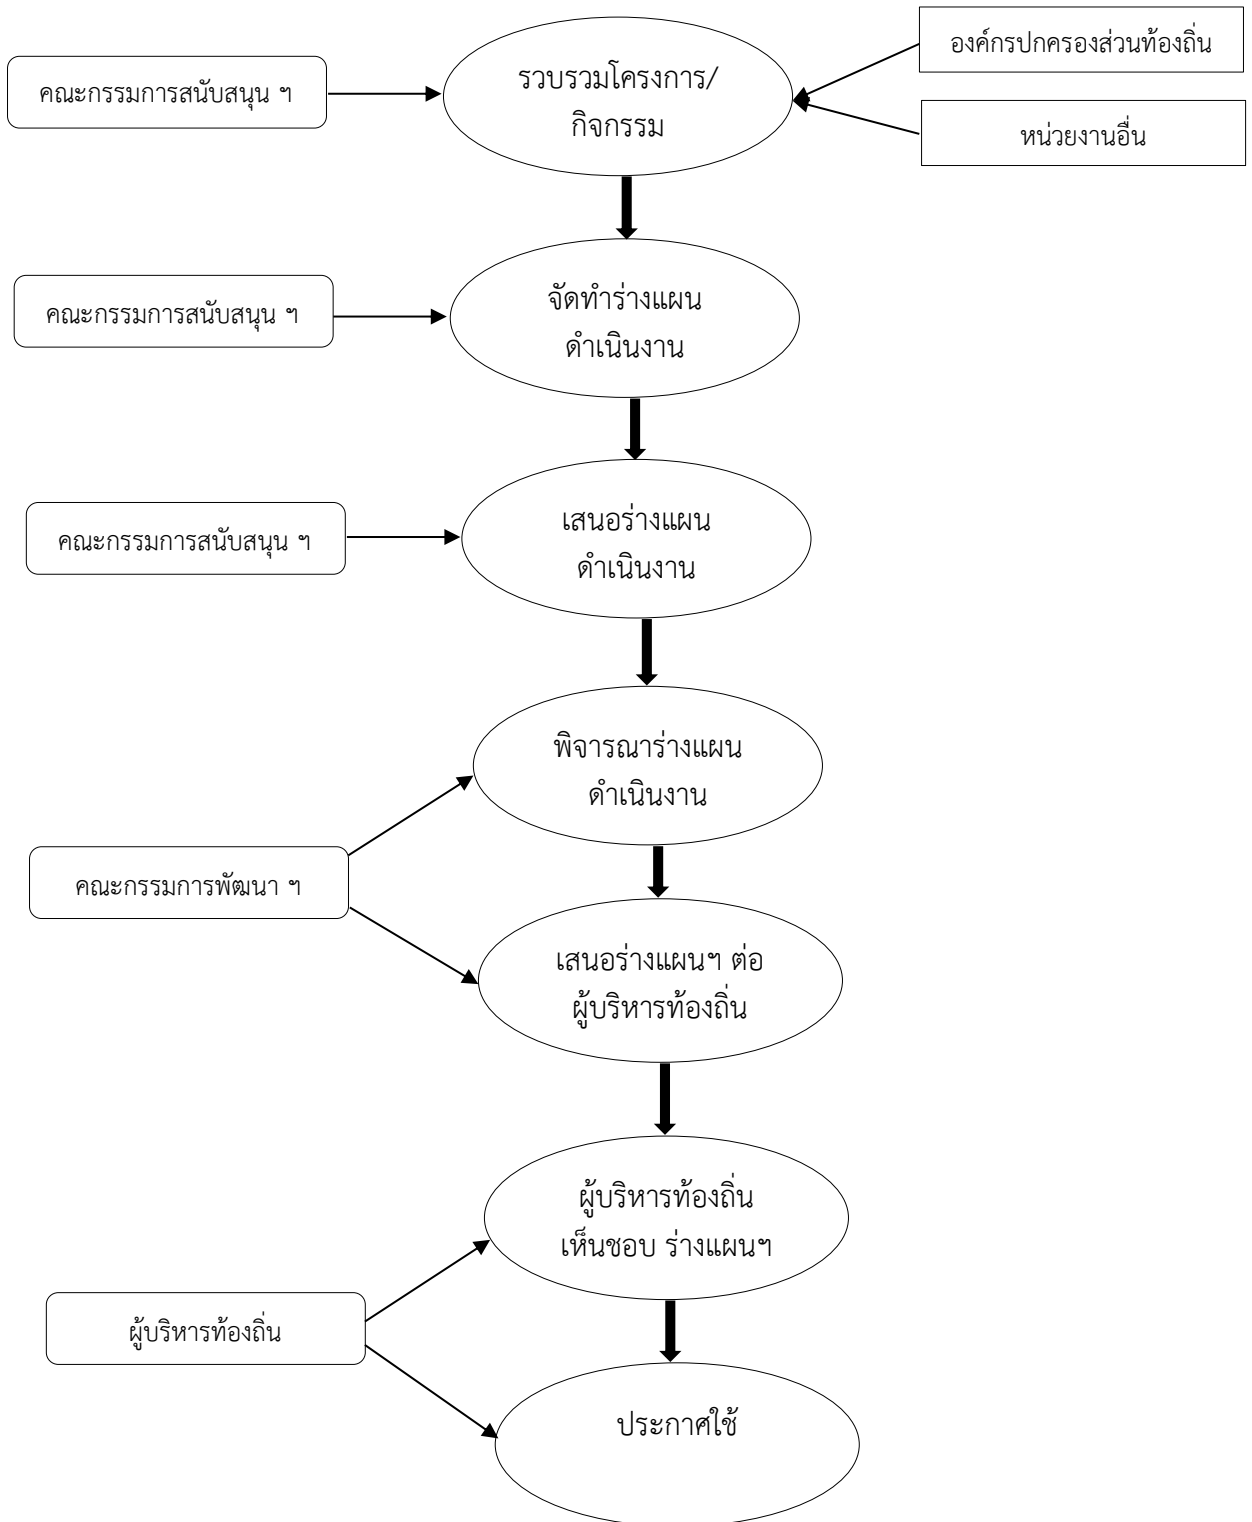 องค์กรปกครองส่วนท้องถิ่น
คณะกรรมการสนับสนุน ฯ
รวบรวมโครงการ/
กิจกรรม
หน่วยงานอื่น
คณะกรรมการสนับสนุน ฯ
จัดทำร่างแผน
ดำเนินงาน
คณะกรรมการสนับสนุน ฯ
เสนอร่างแผน
ดำเนินงาน
พิจารณาร่างแผน
ดำเนินงาน
คณะกรรมการพัฒนา ฯ
เสนอร่างแผนฯ ต่อ
ผู้บริหารท้องถิ่น
ผู้บริหารท้องถิ่น
เห็นชอบ ร่างแผนฯ
ผู้บริหารท้องถิ่น
ประกาศใช้